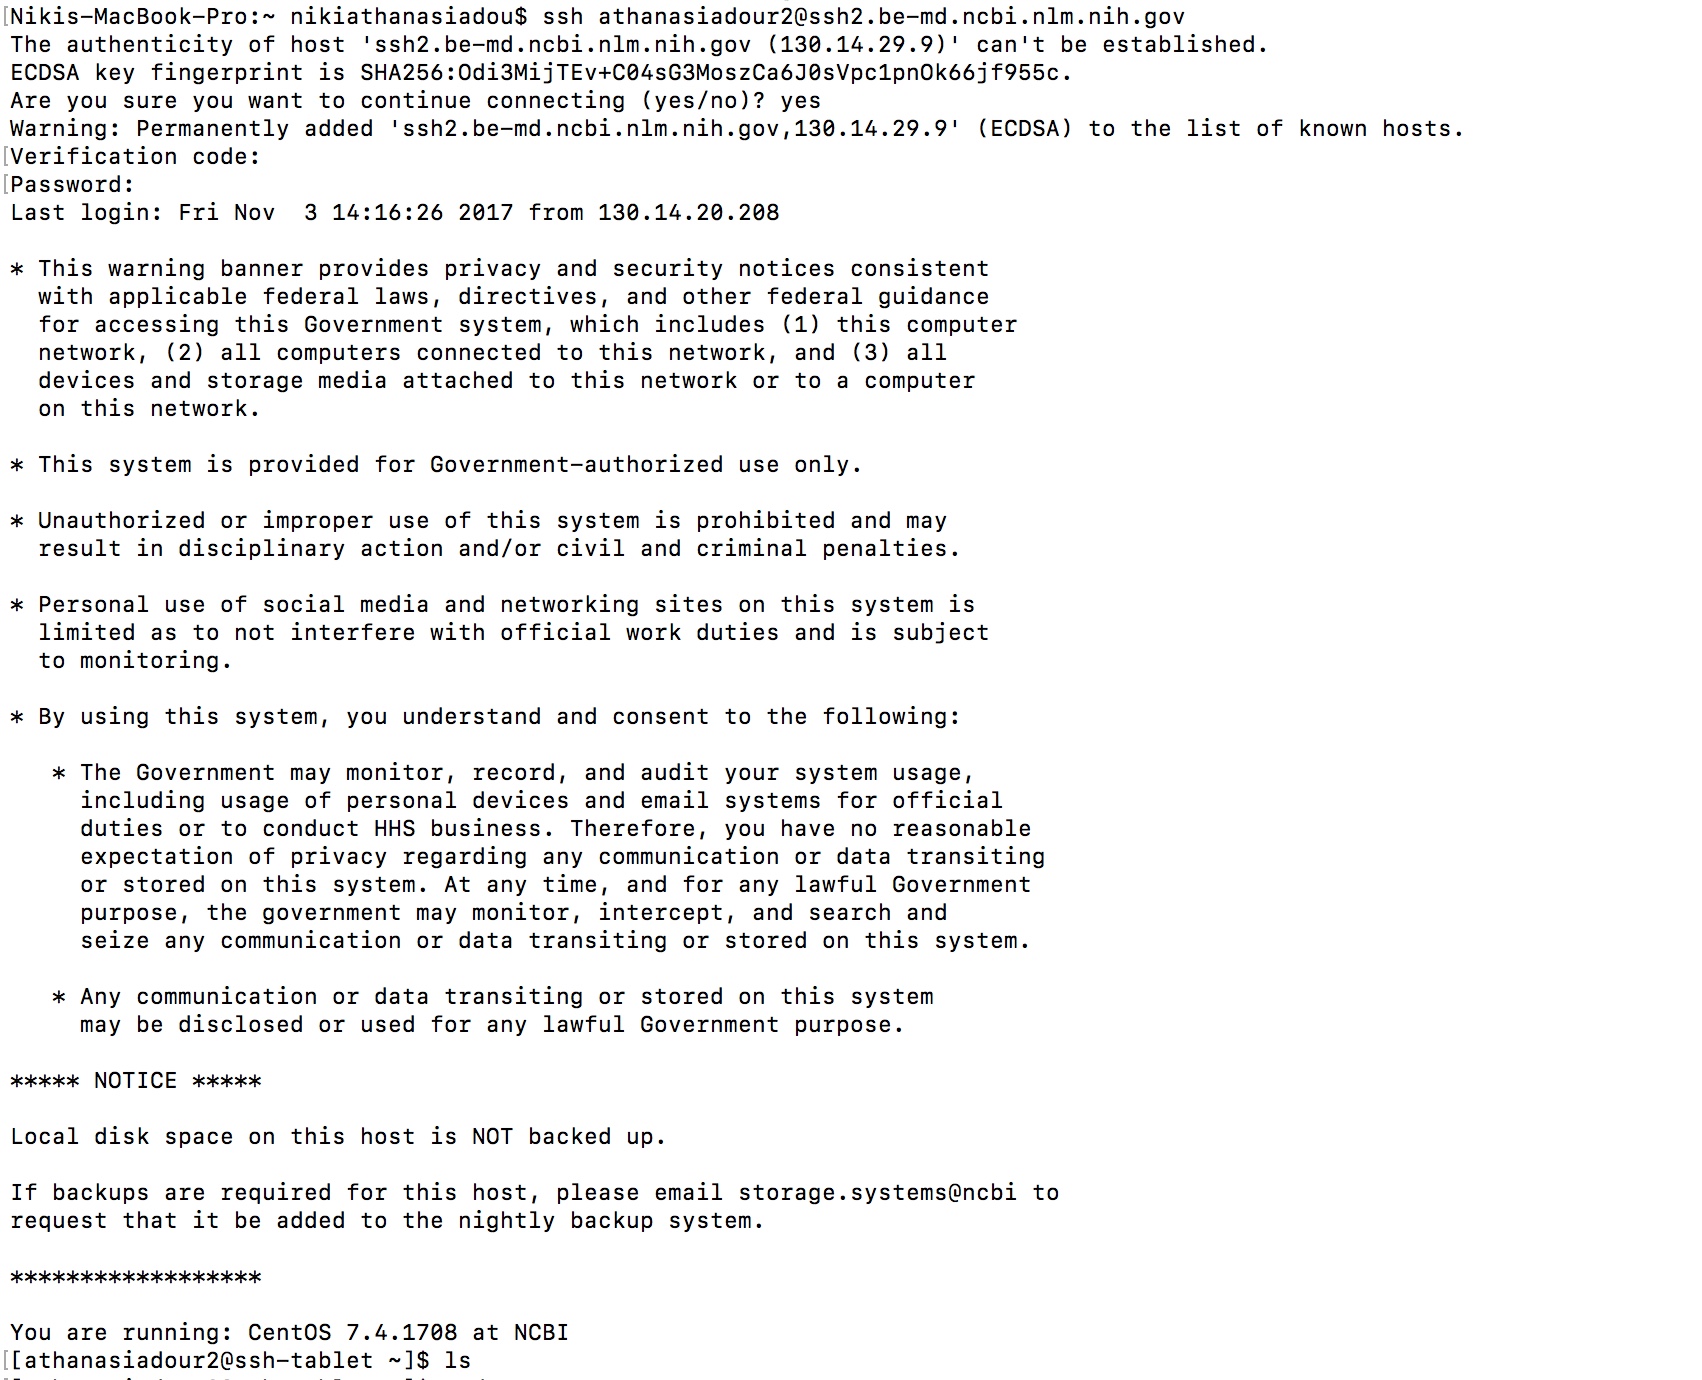 [Nikis-MacBook-Pro:~ nikiathanasiadou$ ssh athanasiadour2@ssh2.be-md.ncbi.nlm.nih.gov
The authenticity of host 'ssh2.be-md.ncbi.nlm.nih.gov (130.14.29.9)' can't be established.
ECDSA key fingerprint is SHA256:Odi3MijTEv+C04sG3MoszCa6J0sVpc1pnOk66jf955c.
Are you sure you want to continue connecting (yes/no)? yes
Warning: Permanently added 'ssh2.be-md.ncbi.nlm.nih.gov,130.14.29.9' (ECDSA) to the list of known hosts.
[Verification code:
[Password:
Last login: Fri Nov  3 14:16:26 2017 from 130.14.20.208
* This warning banner provides privacy and security notices consistent
with applicable federal laws, directives, and other federal guidance
for accessing this Government system, which includes (1) this computer
network, (2) all computers connected to this network, and (3) all
devices and storage media attached to this network or to a computer
on this network.
* This system is provided for Government-authorized use only.
* Unauthorized or improper use of this system is prohibited and may
result in disciplinary action and/or civil and criminal penalties.
* Personal use of social media and networking sites on this system is
limited as to not interfere with official work duties and is subject
to monitoring.
* By using this system, you understand and consent to the following:
* The Government may monitor, record, and audit your system usage,
including usage of personal devices and email systems for official
duties or to conduct HHS business. Therefore, you have no reasonable
expectation of privacy regarding any communication or data transiting
or stored on this system. At any time, and for any lawful Government
purpose, the government may monitor, intercept, and search and
seize any communication or data transiting or stored on this system.
* Any communication or data transiting or stored on this system
may be disclosed or used for any lawful Government purpose.
***** NOTICE *****
Local disk space on this host is NOT backed up.
If backups are required for this host, please email storage.systems@ncbi to
request that it be added to the nightly backup system.
******************
You are running: CentOS 7.4.1708 at NCBI
[[athanasiadour2@ssh-tablet ~]$ ls